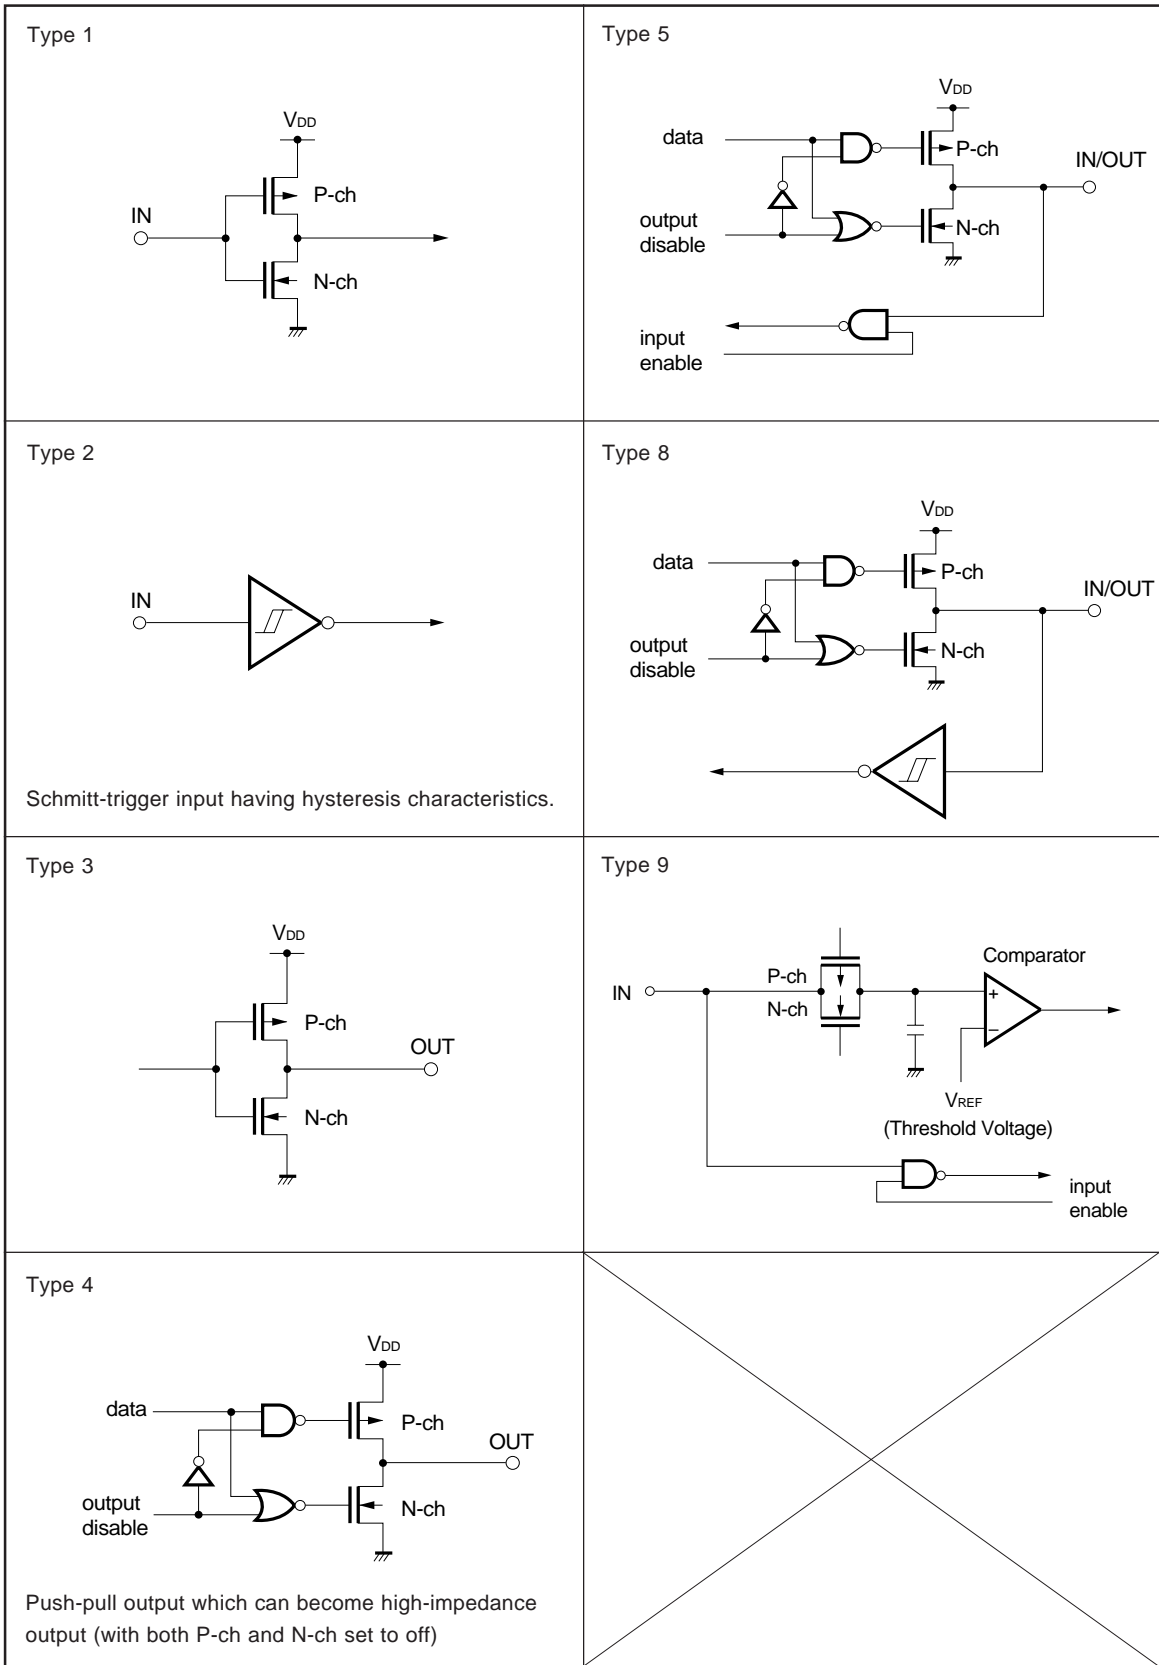 Type 1
VDD
P-ch
IN
N-ch
Type 5
VDD
data
P-ch
IN/OUT
output
disable
N-ch
input
enable
Type 2
IN
Schmitt-trigger input having hysteresis characteristics.
Type 8
VDD
data
P-ch
IN/OUT
output
disable
N-ch
Type 3
VDD
P-ch
OUT
N-ch
Type 9
Comparator
P-ch
IN
N-ch
+
–
VREF
(Threshold Voltage)
input
enable
Type 4
VDD
data
P-ch
OUT
output
disable
N-ch
Push-pull output which can become high-impedance
output (with both P-ch and N-ch set to off)